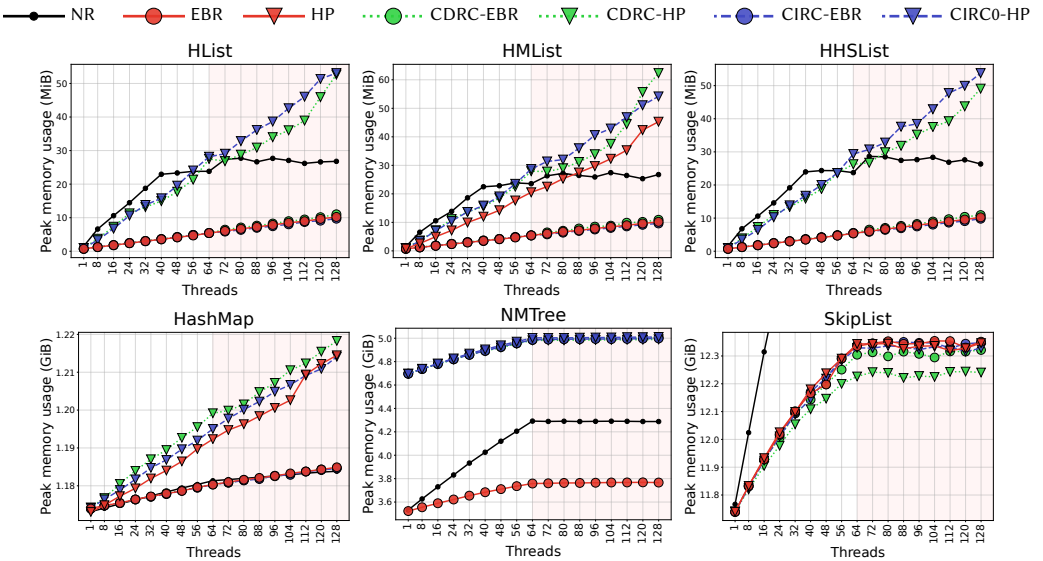 NR EBR HP CDRC-EBR CDRC-HP CIRC-EBR CIRC0-HP
HList
Peak memory usage (MiB)
50
40
30
20
10
0
1 8 16 24 32 40 48 56 64 72 80 88 96 104 112 120 128
Threads
HMList
Peak memory usage (MiB)
60
50
40
30
20
10
0
1 8 16 24 32 40 48 56 64 72 80 88 96 104 112 120 128
Threads
HHSList
Peak memory usage (MiB)
50
40
30
20
10
0
1 8 16 24 32 40 48 56 64 72 80 88 96 104 112 120 128
Threads
HashMap
Peak memory usage (GiB)
1.22
1.21
1.20
1.19
1.18
1 8 16 24 32 40 48 56 64 72 80 88 96 104 112 120 128
Threads
NMTree
Peak memory usage (GiB)
5.0
4.8
4.6
4.4
4.2
4.0
3.8
3.6
1 8 16 24 32 40 48 56 64 72 80 88 96 104 112 120 128
Threads
SkipList
Peak memory usage (GiB)
12.3
12.2
12.1
12.0
11.9
11.8
1 8 16 24 32 40 48 56 64 72 80 88 96 104 112 120 128
Threads